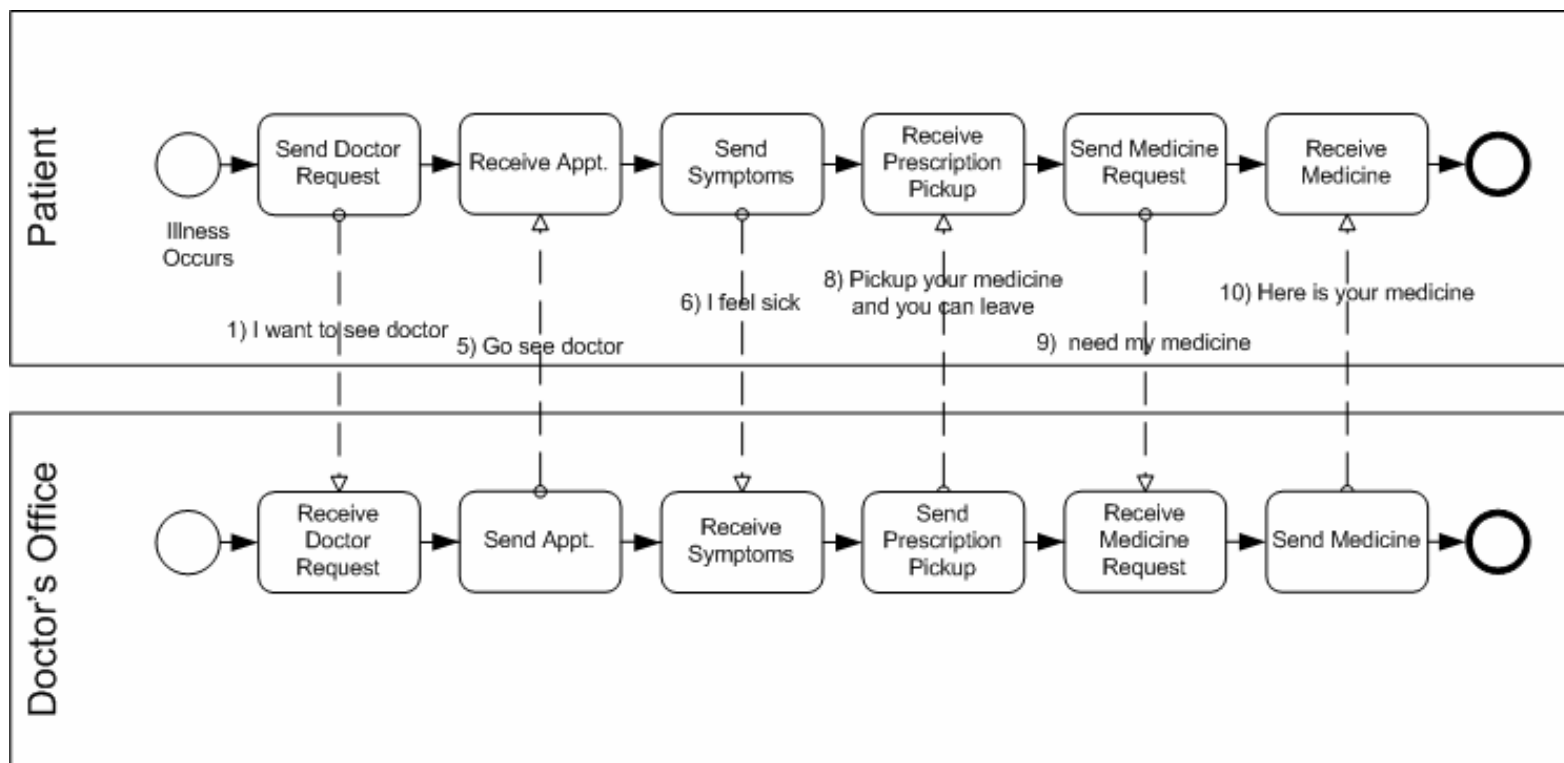 Patient
Send Doctor
Request
Receive Appt.
Send
Symptoms
Receive
Prescription
Pickup
Send Medicine
Request
Receive
Medicine
Illness
Occurs
1) I want to see doctor
5) Go see doctor
6) I feel sick
8) Pickup your medicine
and you can leave
9) need my medicine
10) Here is your medicine
Doctor's Office
Receive
Doctor
Request
Send Appt.
Receive
Symptoms
Send
Prescription
Pickup
Receive
Medicine
Request
Send Medicine